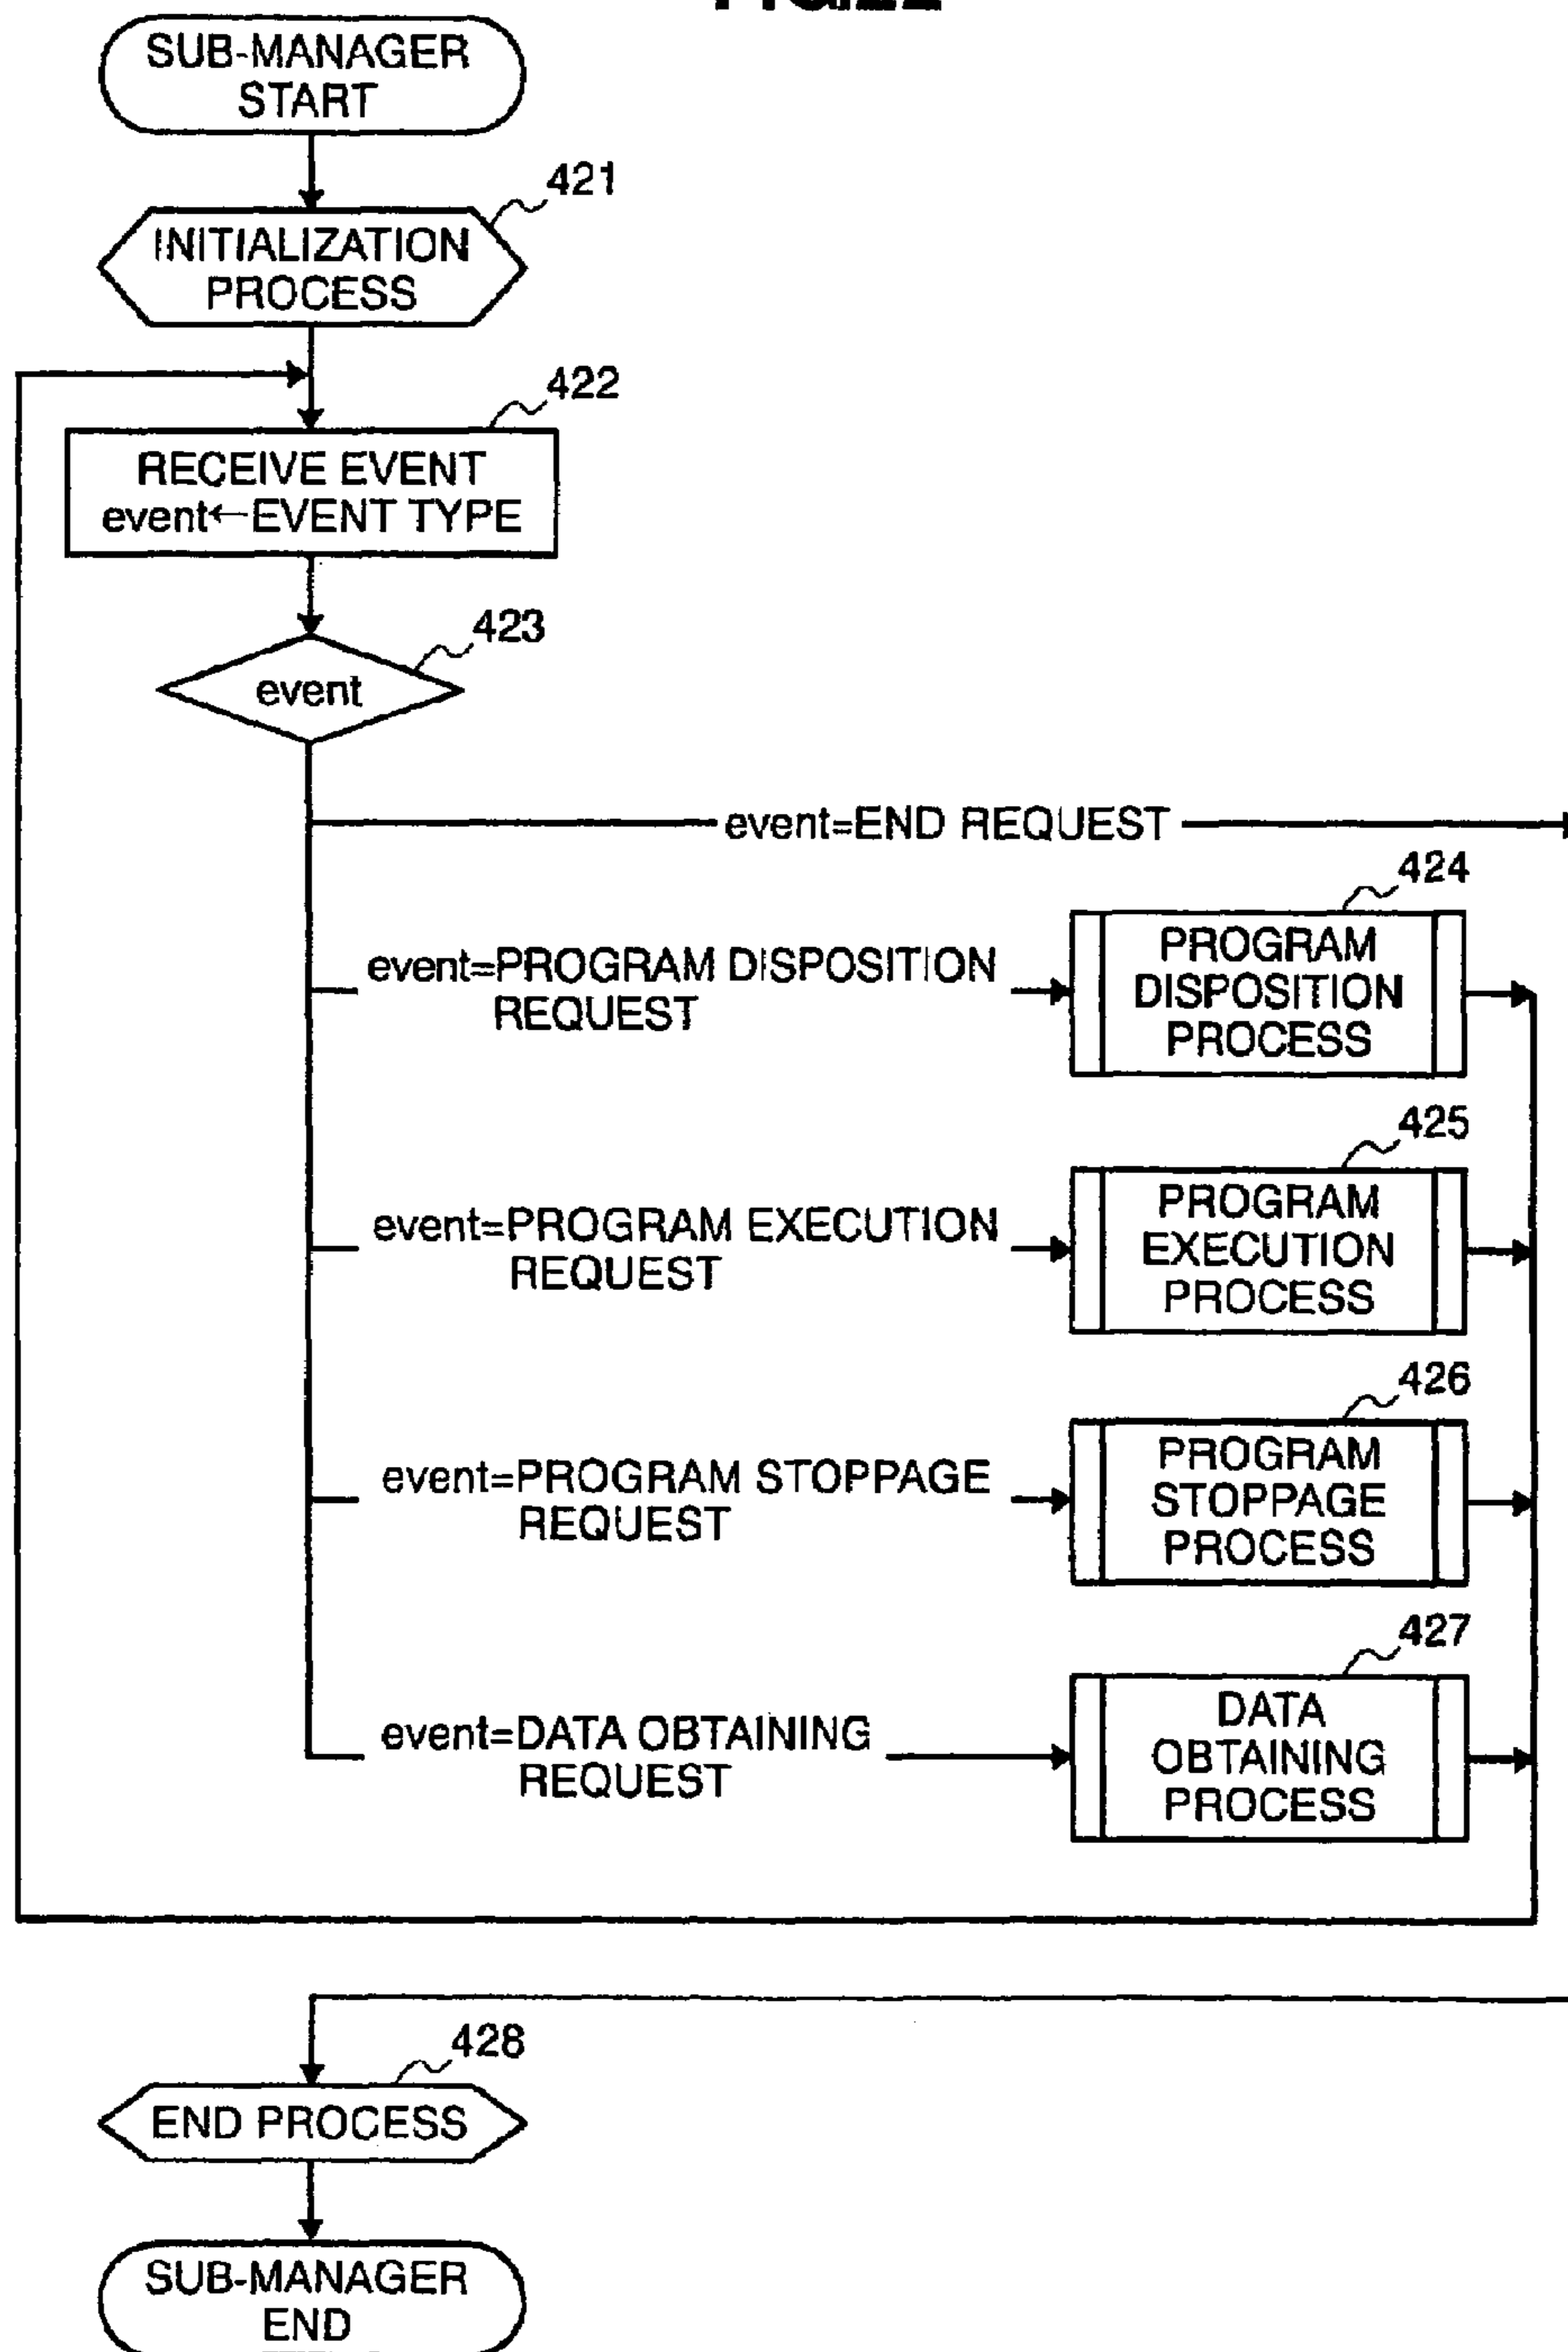 SUB-MANAGER
START
421
INITIALIZATION
PROCESS
422
RECEIVE EVENT
event←EVENT TYPE
423
event
event=END REQUEST
424
event=PROGRAM DISPOSITION
REQUEST
PROGRAM
DISPOSITION
PROCESS
425
event=PROGRAM EXECUTION
REQUEST
PROGRAM
EXECUTION
PROCESS
426
event=PROGRAM STOPPAGE
REQUEST
PROGRAM
STOPPAGE
PROCESS
427
event=DATA OBTAINING
REQUEST
DATA
OBTAINING
PROCESS
428
END PROCESS
SUB-MANAGER
END